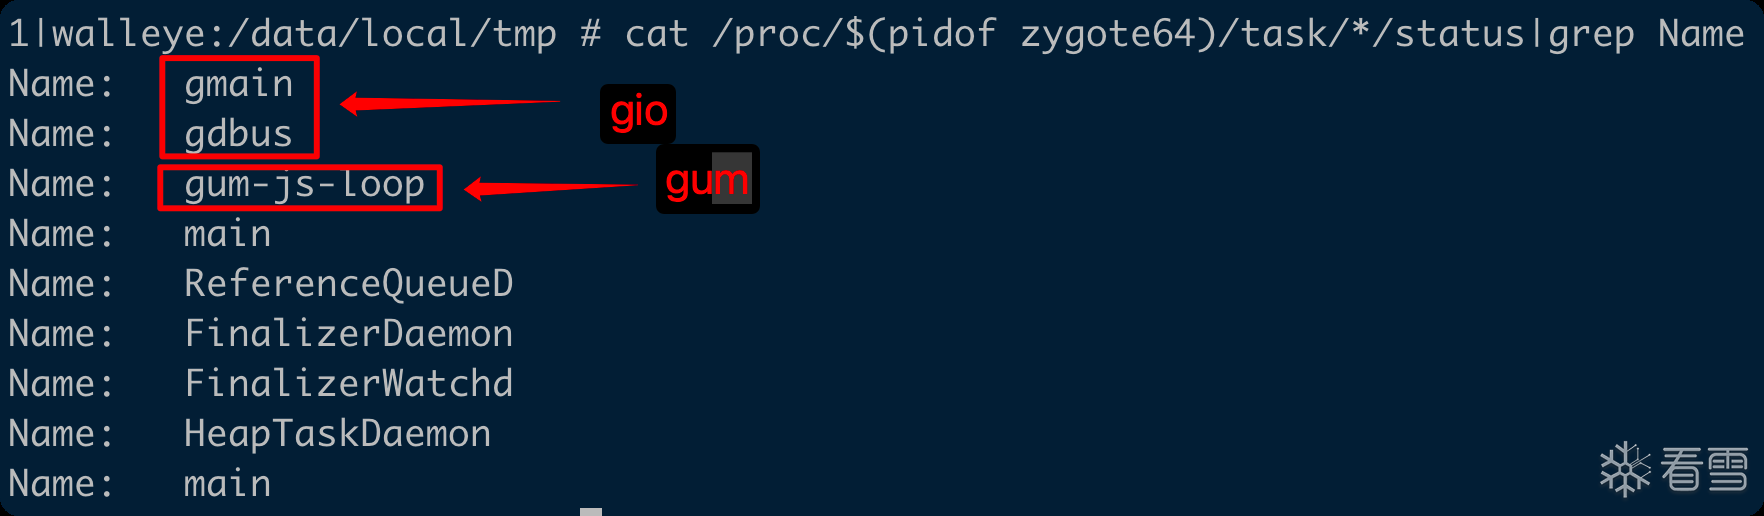 1|walleye:/data/local/tmp # cat /proc/$(pidof zygote64)/task/*/status|grep Name
Name:   gmain
gio
Name:   gdbus
Name:   gum-js-loop
gum
Name:   main
Name:   ReferenceQueueD
Name:   FinalizerDaemon
Name:   FinalizerWatchd
Name:   HeapTaskDaemon
Name:   main
看雪